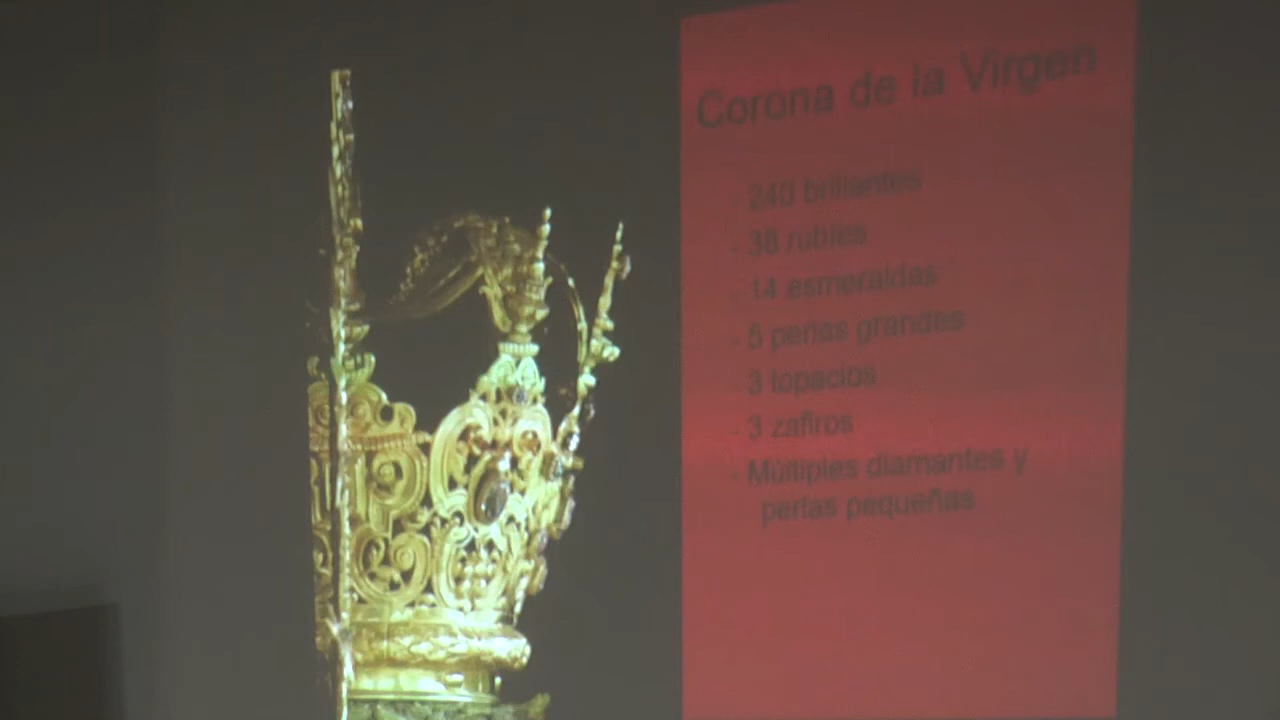 Corona de la Virgen
- 240 brillantes
- 38 rubíes
- 14 esmeraldas
- 5 perlas grandes
- 3 topacios
- 3 zafiros
- Múltiples diamantes y
perlas pequeñas